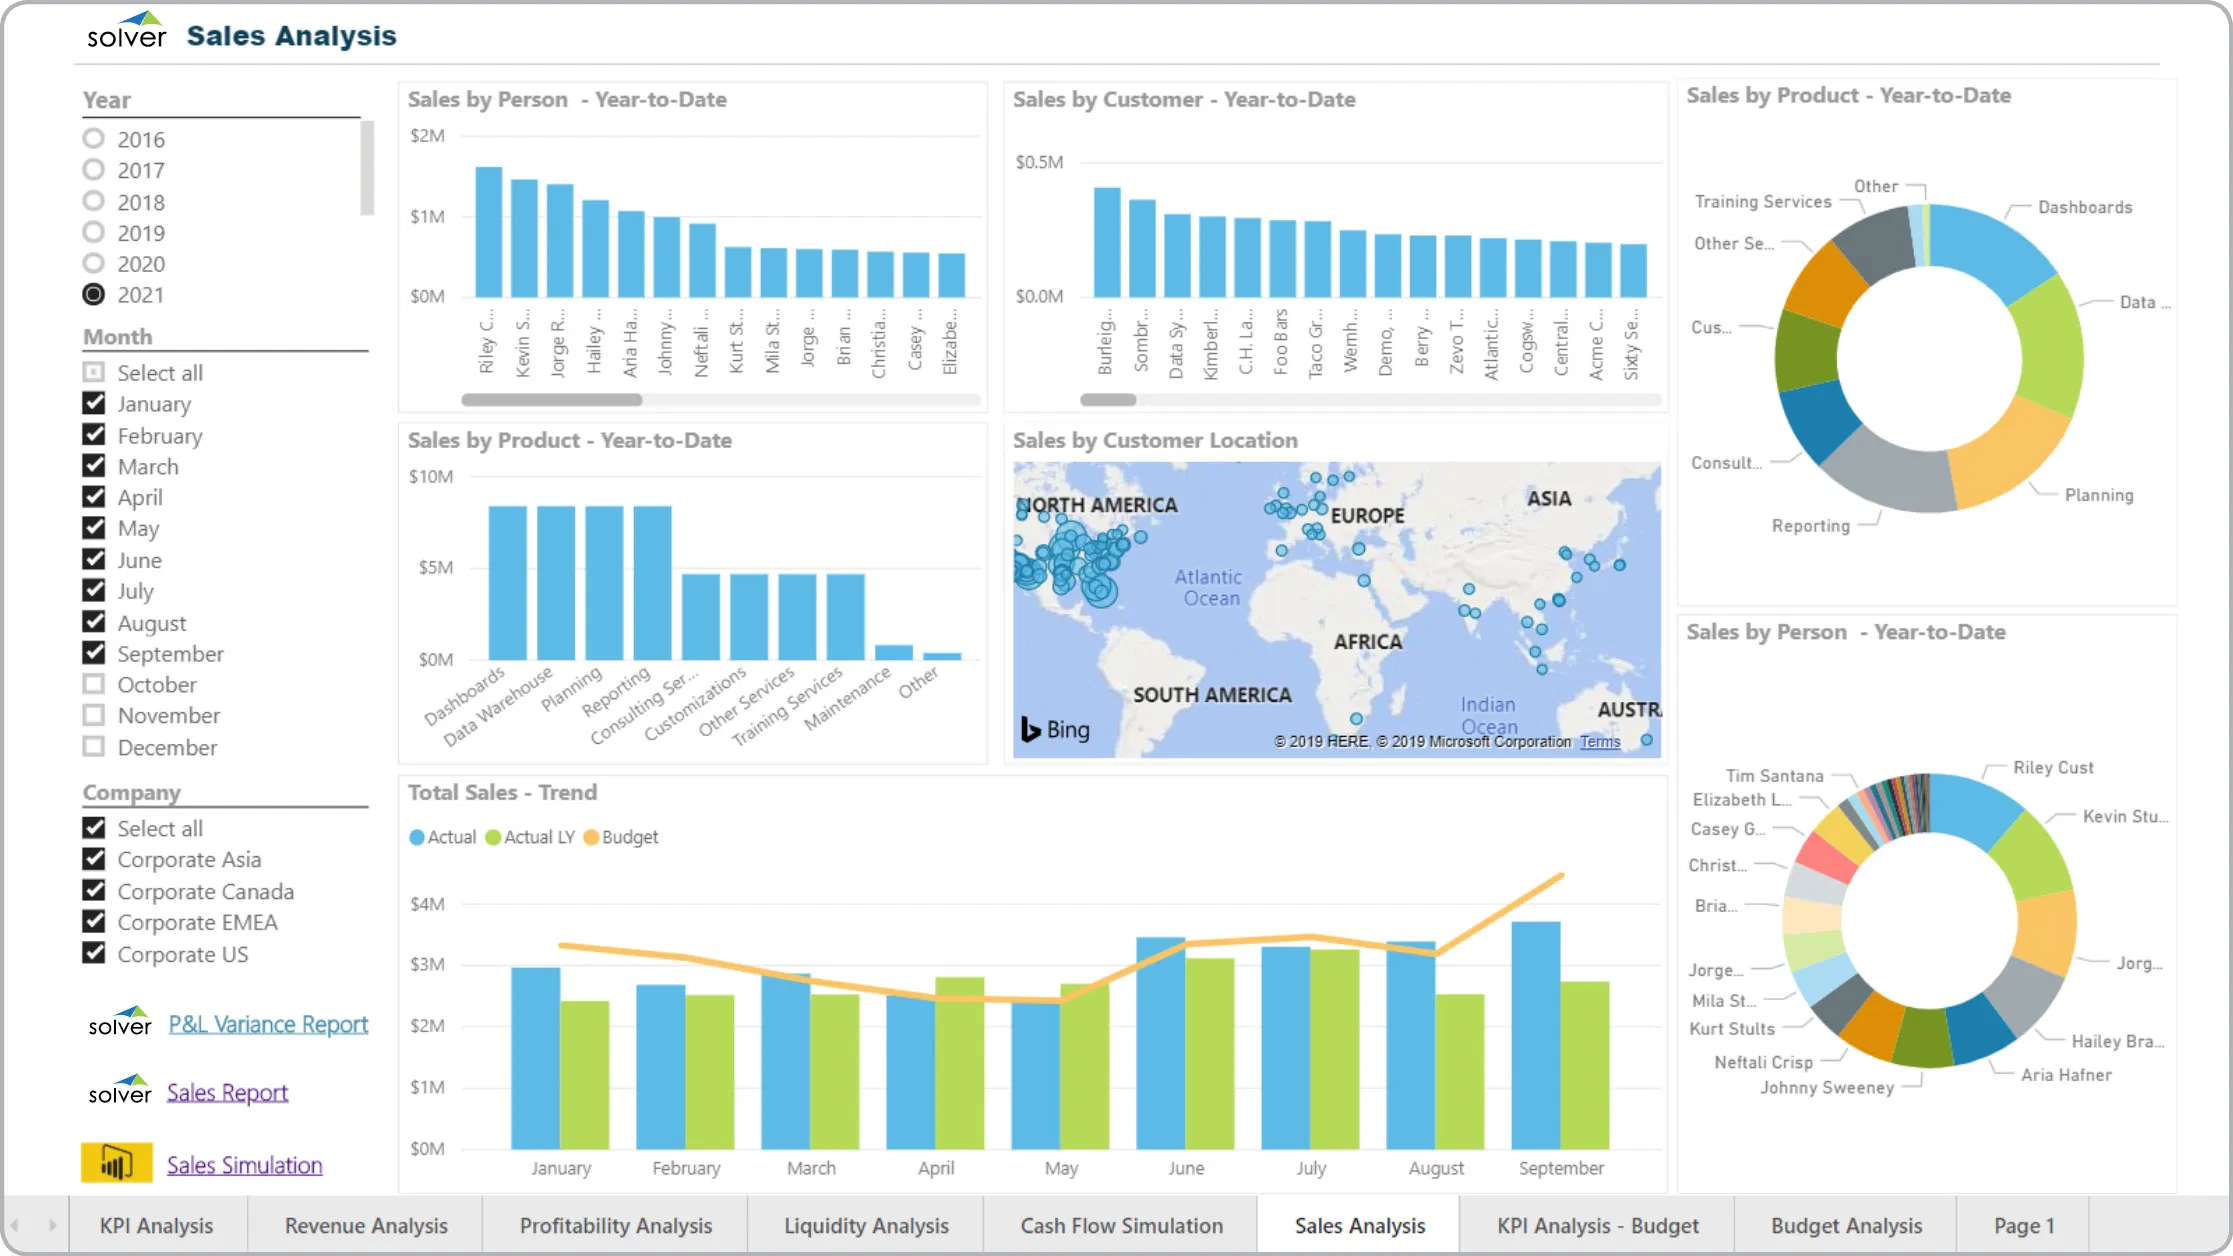 solver Sales Analysis
Year
2016
2017
2018
2019
2020
2021
Month
Select all
January
February
March
April
May
June
July
August
September
October
November
December
Company
Select all
Corporate Asia
Corporate Canada
Corporate EMEA
Corporate US
solver P&L Variance Report
solver Sales Report
Sales Simulation
Sales by Person - Year-to-Date
$2M
$1M
$0M
Riley C...
Kevin S...
Jorge R...
Hailey ...
Aria Ha...
Johnny...
Neftali ...
Kurt St...
Mila St...
Jorge ...
Brian ...
Christia...
Casey ...
Elizabe...
Sales by Customer - Year-to-Date
$0.5M
$0.0M
Burleig...
Sombr...
Data Sy...
Kimberl...
C.H. La...
Foo Bars
Taco Gr...
Wemh...
Demo, ...
Berry ...
Zevo T...
Atlantic...
Cogsw...
Central...
Acme C...
Sixty Se...
Sales by Product - Year-to-Date
Other
Training Services
Dashboards
Other Se...
Data ...
Cus...
Consult...
Planning
Reporting
Sales by Product - Year-to-Date
$10M
$5M
$0M
Dashboards
Data Warehouse
Planning
Reporting
Consulting Ser...
Customizations
Other Services
Training Services
Maintenance
Other
Sales by Customer Location
NORTH AMERICA
ASIA
EUROPE
Atlantic
Ocean
AFRICA
SOUTH AMERICA
Indian
Ocean
AUSTRA
Bing
© 2019 HERE, © 2019 Microsoft Corporation Terms
Sales by Person - Year-to-Date
Tim Santana
Riley Cust
Elizabeth L...
Kevin Stu...
Casey G...
Christ...
Bria...
Jorge...
Jorg...
Mila St...
Kurt Stults
Hailey Bra...
Neftali Crisp
Aria Hafner
Johnny Sweeney
Total Sales - Trend
Actual Actual LY Budget
$4M
$3M
$2M
$1M
$0M
January February March April May June July August September
KPI Analysis Revenue Analysis Profitability Analysis Liquidity Analysis Cash Flow Simulation Sales Analysis KPI Analysis - Budget Budget Analysis Page 1